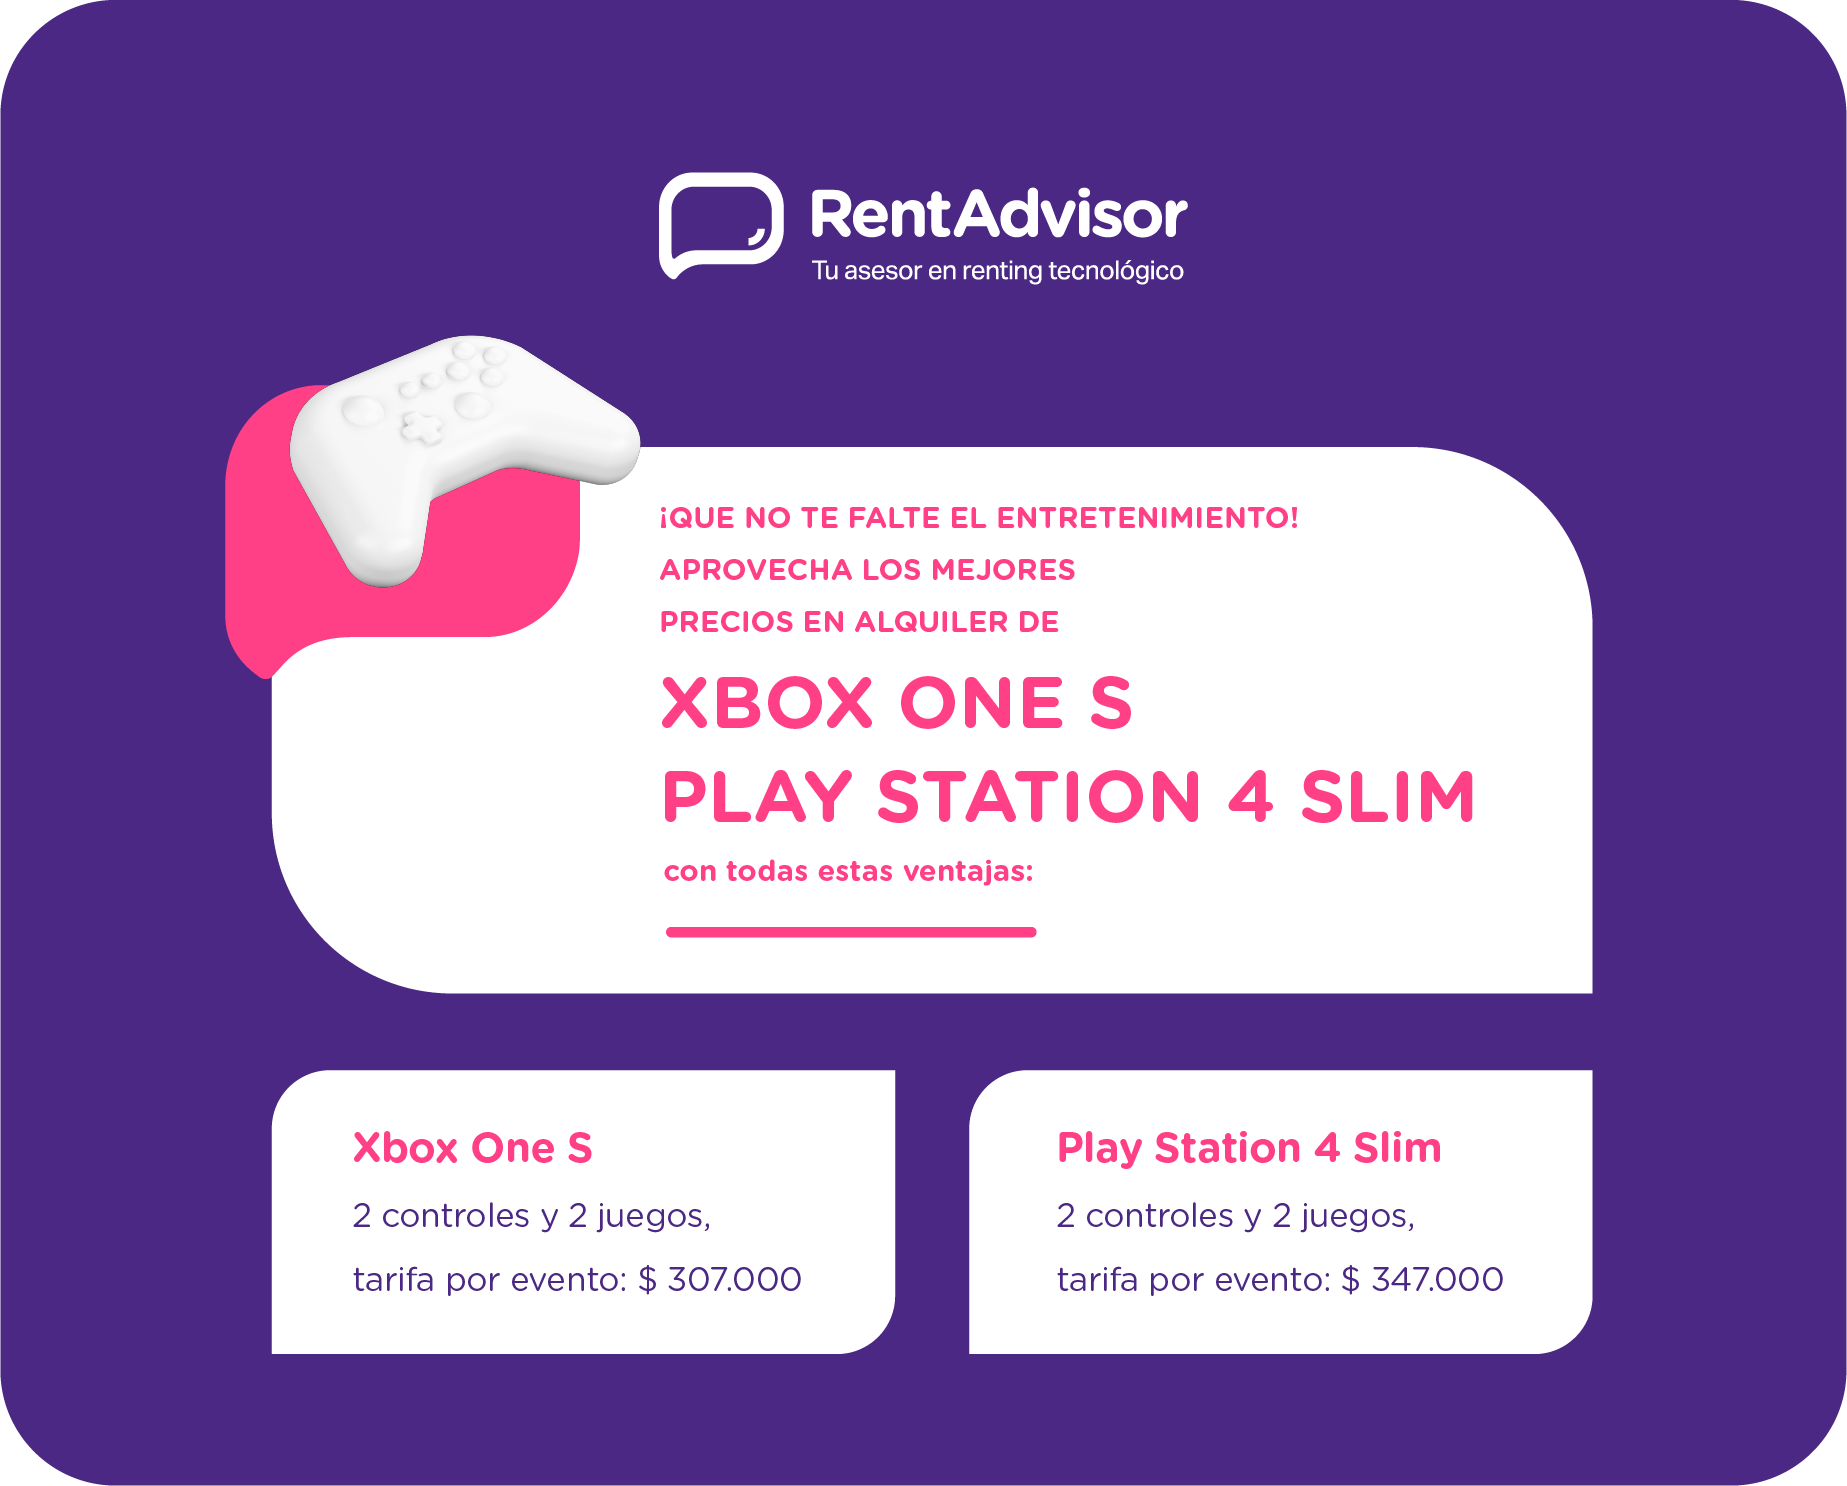 RentAdvisor
Tu asesor en renting tecnológico
¡QUE NO TE FALTE EL ENTRETENIMIENTO!
APROVECHA LOS MEJORES
PRECIOS EN ALQUILER DE
XBOX ONE S
PLAY STATION 4 SLIM
con todas estas ventajas:
Xbox One S
2 controles y 2 juegos,
tarifa por evento: $ 307.000
Play Station 4 Slim
2 controles y 2 juegos,
tarifa por evento: $ 347.000